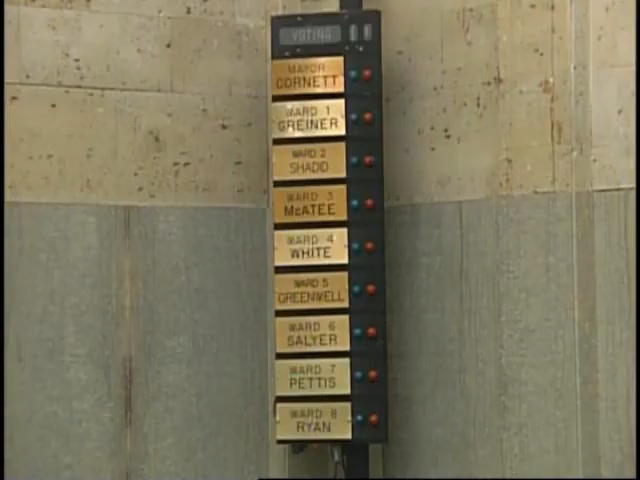 VOTING
MAYOR
CORNETT
WARD 1
GREINER
WARD 2
SHADID
WARD 3
McATEE
WARD 4
WHITE
WARD 5
GREENWELL
WARD 6
SALYER
WARD 7
PETTIS
WARD 8
RYAN